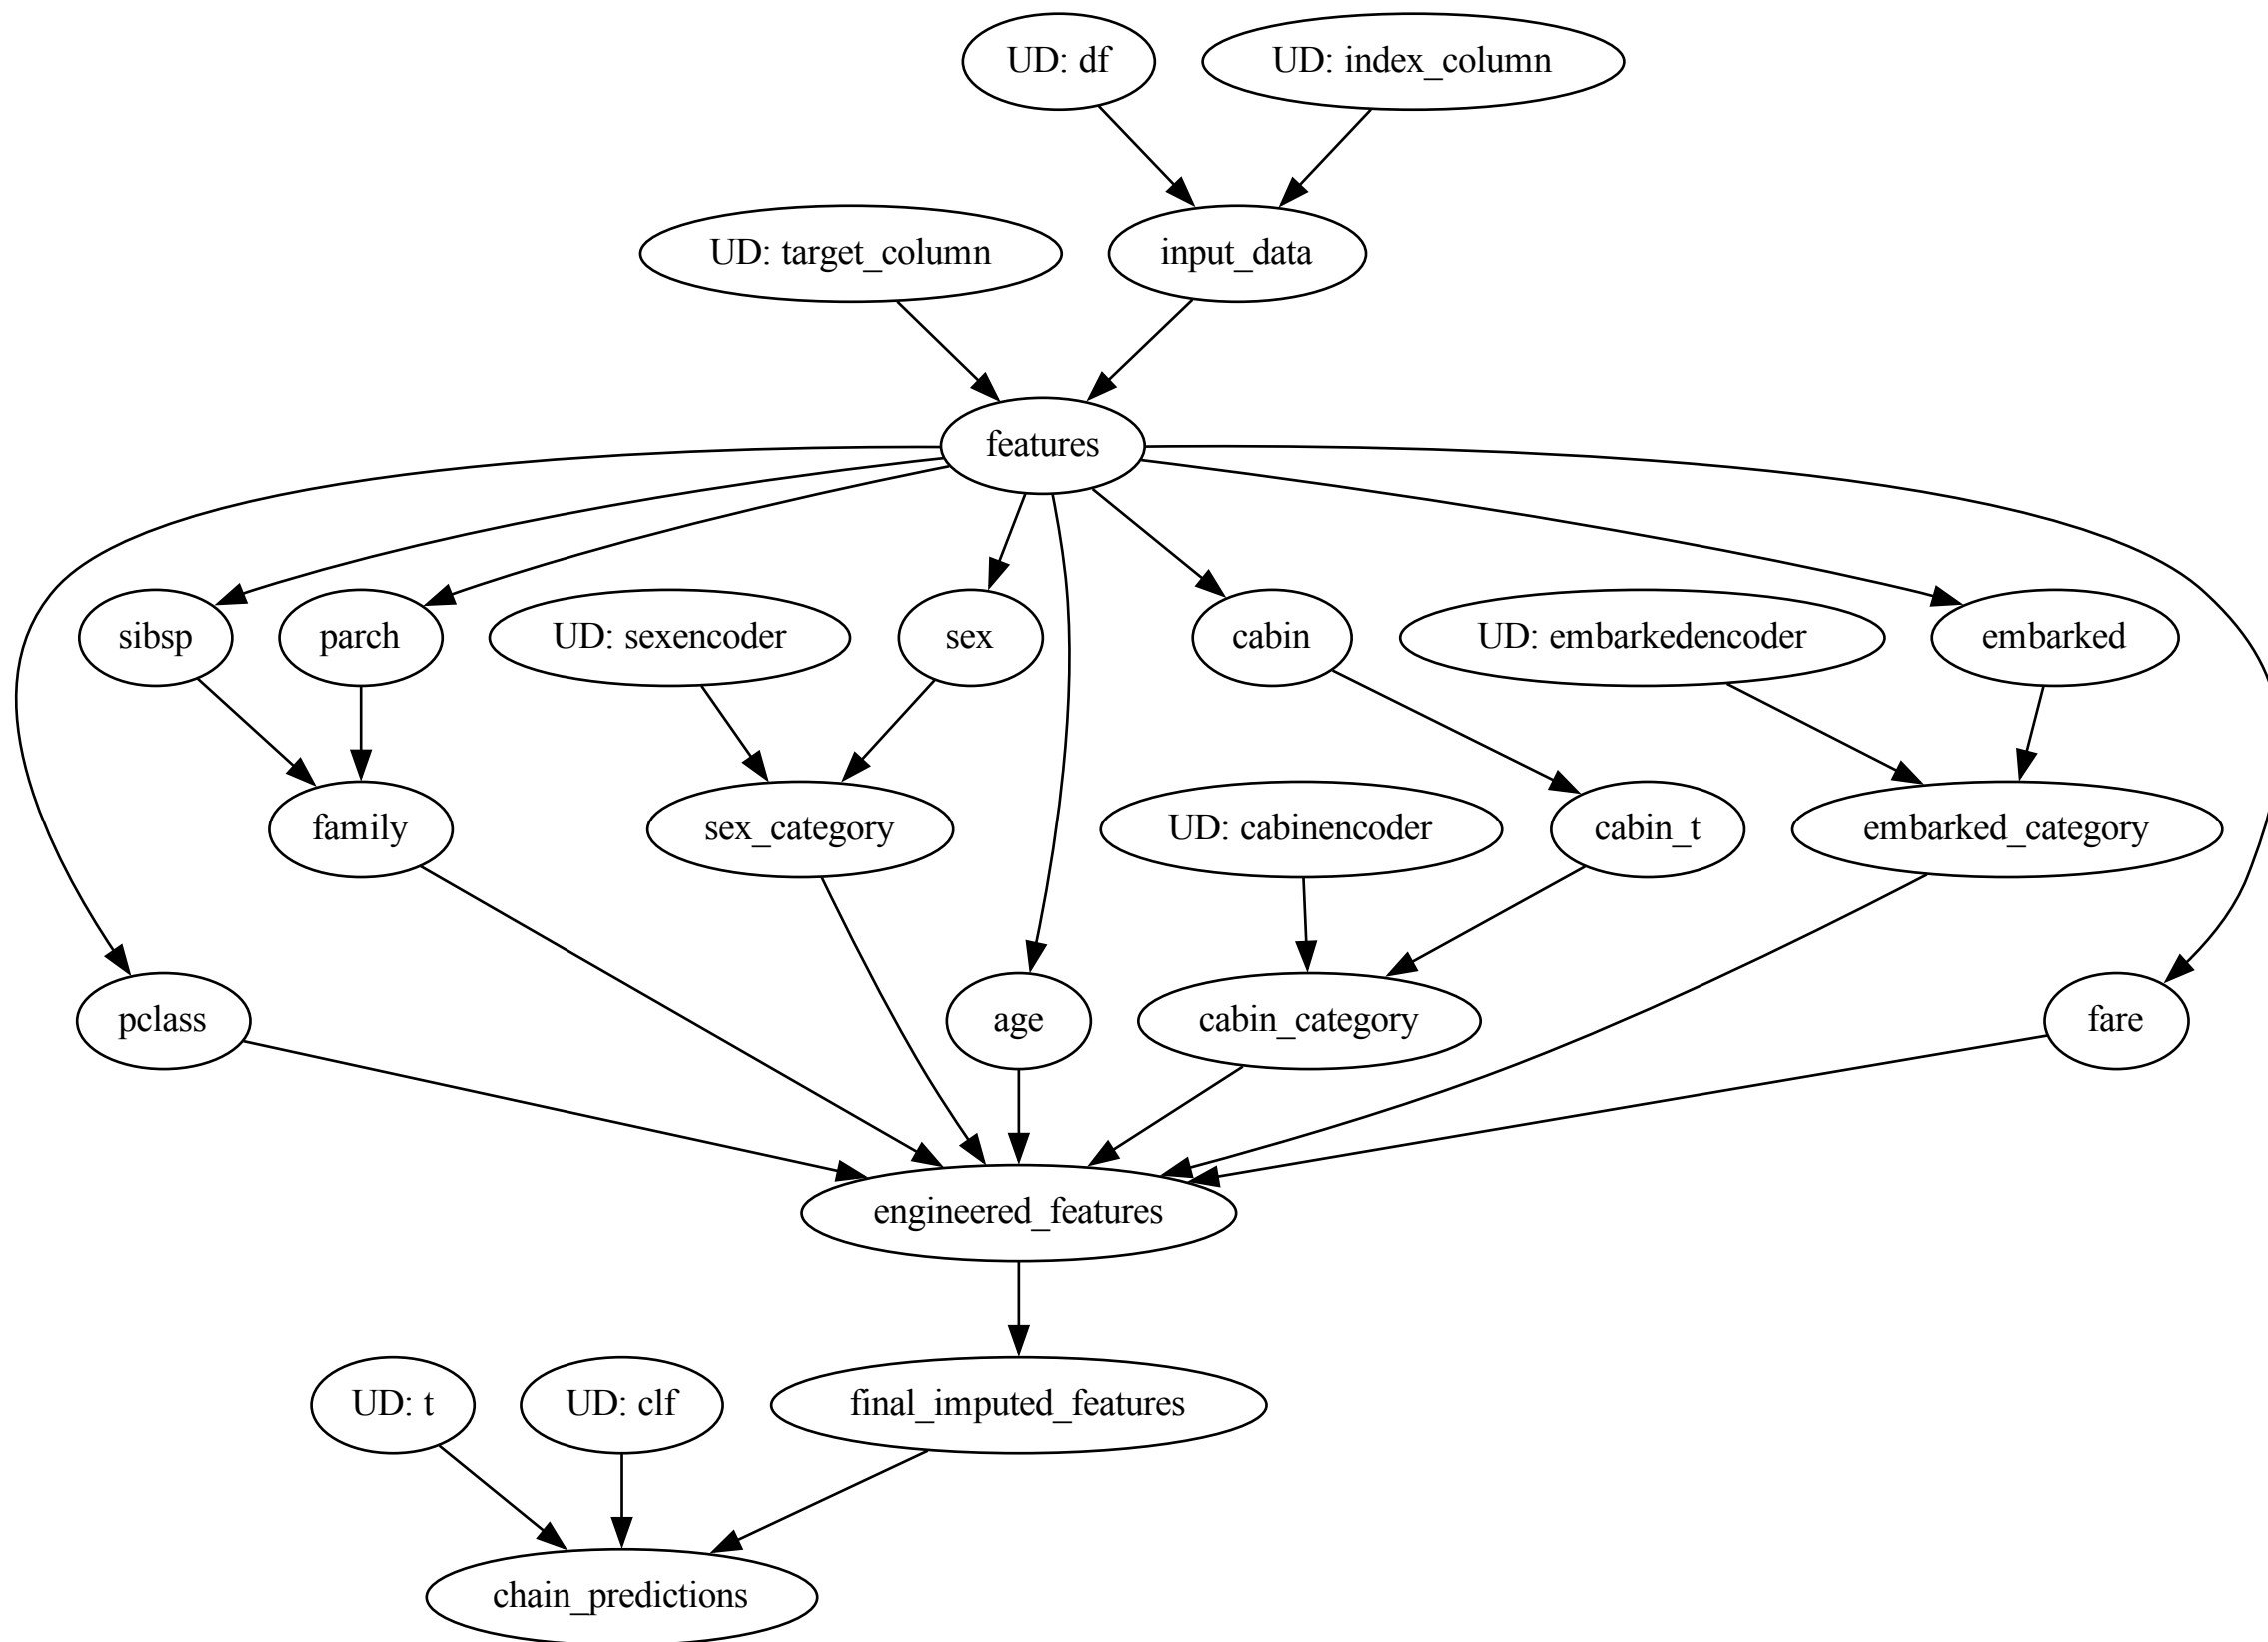 UD: df
UD: index_column
UD: target_column
input_data
features
sibsp
parch
UD: sexencoder
sex
cabin
UD: embarkedencoder
embarked
family
sex_category
UD: cabinencoder
cabin_t
embarked_category
pclass
age
cabin_category
fare
engineered_features
UD: t
UD: clf
final_imputed_features
chain_predictions